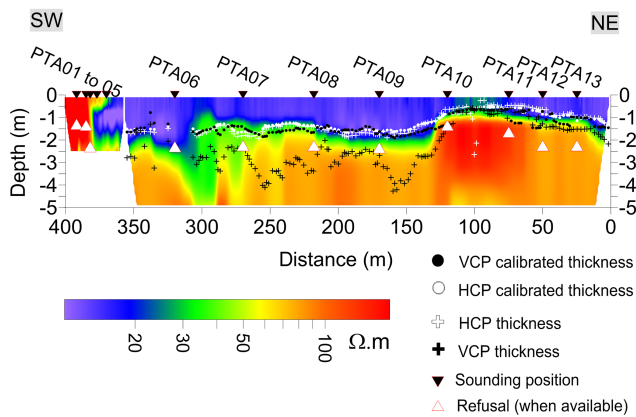 SW
NE
PTA01 to 05
PTA06
PTA07
PTA08
PTA09
PTA10
PTA11
PTA12
PTA13
0
-1
-2
-3
-4
-5
Depth (m)
0
-1
-2
-3
-4
-5
400
350
300
250
200
150
100
50
0
Distance (m)
20
30
50
100
Ω.m
VCP calibrated thickness
HCP calibrated thickness
HCP thickness
VCP thickness
Sounding position
Refusal (when available)